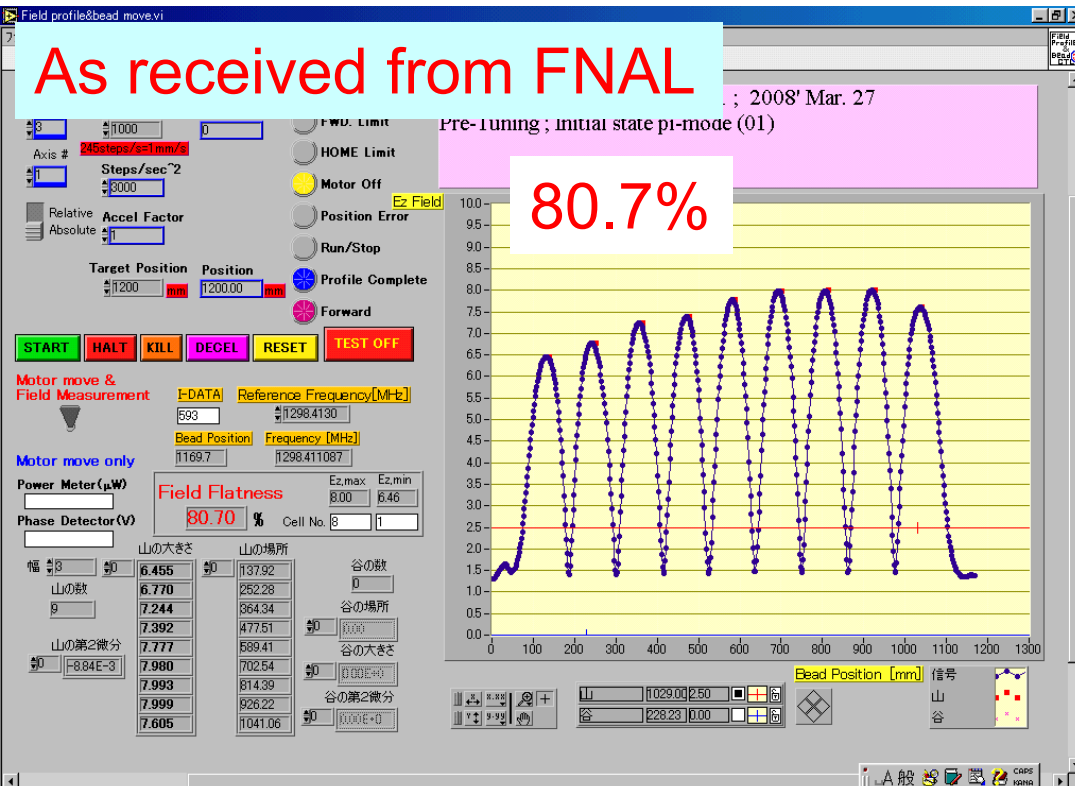 Field profile&bead move.vi
As received from FNAL
; 2008' Mar. 27
Pre-Tuning ; Initial state pi-mode (01)
80.7%
3
1000
0
FWD. Limit
Axis #
245steps/s=1mm/s
HOME Limit
1
Steps/sec^2
3000
Motor Off
Relative
Absolute
Accel Factor
1
Position Error
Run/Stop
Target Position
Position
1200
mm
1200.00
mm
Profile Complete
Forward
START
HALT
KILL
DECEL
RESET
TEST OFF
Motor move &
Field Measurement
I-DATA
593
Reference Frequency[MHz]
1298.4130
Bead Position
1169.7
Frequency [MHz]
1298.411087
Motor move only
Power Meter(μW)
Phase Detector(V)
Field Flatness
80.70 %
Ez,max
Ez,min
8.00
6.46
Cell No.
8
1
山の大きさ
山の場所
幅
3
0
0
山の数
9
山の第2微分
0
-8.84E-3
6.455
137.92
6.770
252.28
7.244
364.34
7.392
477.51
7.777
589.41
7.980
702.54
7.993
814.39
7.999
926.22
7.605
1041.06
谷の数
0
谷の場所
0
0.00
谷の大きさ
0
0.00E+0
谷の第2微分
0
0.00E+0
Ez Field
10.0
9.5
9.0
8.5
8.0
7.5
7.0
6.5
6.0
5.5
5.0
4.5
4.0
3.5
3.0
2.5
2.0
1.5
1.0
0.5
0.0
0 100 200 300 400 500 600 700 800 900 1000 1100 1200 1300
Bead Position [mm]
山
1029.00
2.50
谷
228.23
0.00
信号
山
谷
A 般
CAPS
KANA